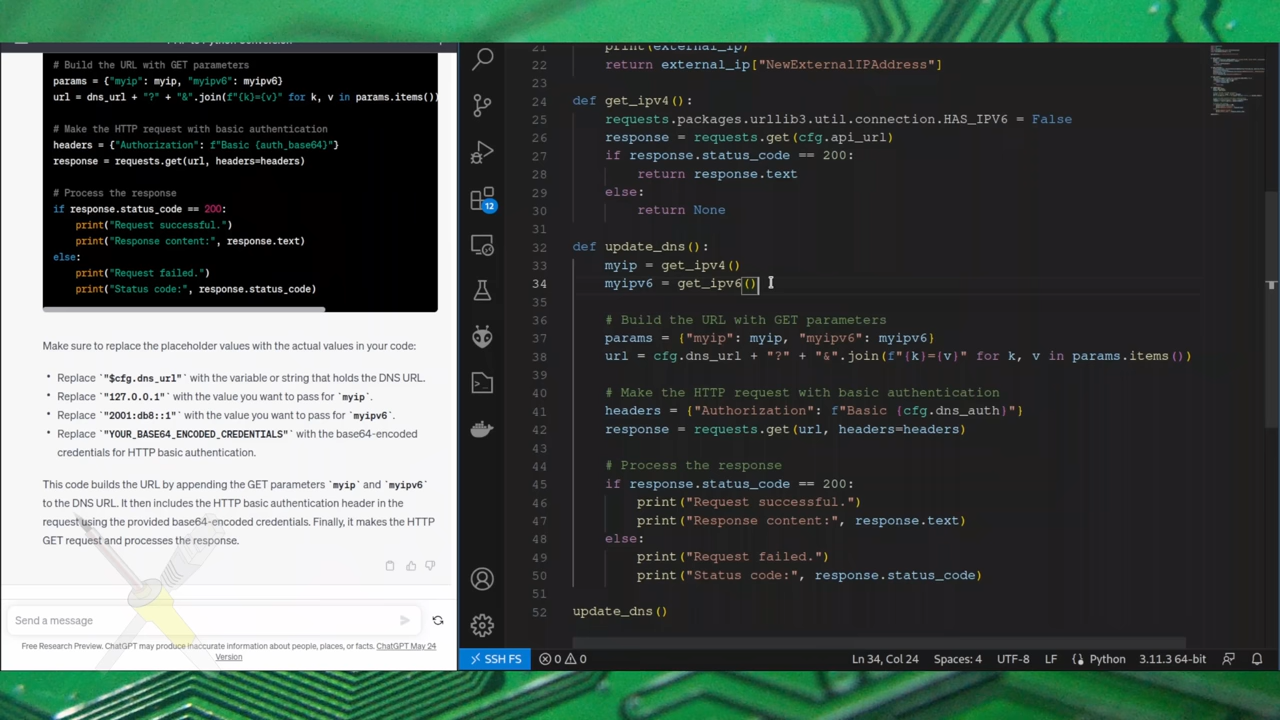 # Build the URL with GET parameters
params = {"myip": myip, "myipv6": myipv6}
url = dns_url + "?" + "&".join(f"{k}={v}" for k, v in params.items())
# Make the HTTP request with basic authentication
headers = {"Authorization": f"Basic {auth_base64}"}
response = requests.get(url, headers=headers)
# Process the response
if response.status_code == 200:
print("Request successful.")
print("Response content:", response.text)
else:
print("Request failed.")
print("Status code:", response.status_code)
Make sure to replace the placeholder values with the actual values in your code:
• Replace `"$cfg.dns_url"` with the variable or string that holds the DNS URL.
• Replace `"127.0.0.1"` with the value you want to pass for `myip`.
• Replace `"2001:db8::1"` with the value you want to pass for `myipv6`.
• Replace `"YOUR_BASE64_ENCODED_CREDENTIALS"` with the base64-encoded
credentials for HTTP basic authentication.
This code builds the URL by appending the GET parameters `myip` and `myipv6`
to the DNS URL. It then includes the HTTP basic authentication header in the
request using the provided base64-encoded credentials. Finally, it makes the HTTP
GET request and processes the response.
Send a message
Free Research Preview. ChatGPT may produce inaccurate information about people, places, or facts. ChatGPT May 24
Version
12
21 print(external_ip)
22 return external_ip["NewExternalIPAddress"]
23
24 def get_ipv4():
25 requests.packages.urllib3.util.connection.HAS_IPV6 = False
26 response = requests.get(cfg.api_url)
27 if response.status_code == 200:
28 return response.text
29 else:
30 return None
31
32 def update_dns():
33 myip = get_ipv4()
34 myipv6 = get_ipv6()
35
36 # Build the URL with GET parameters
37 params = {"myip": myip, "myipv6": myipv6}
38 url = cfg.dns_url + "?" + "&".join(f"{k}={v}" for k, v in params.items())
39
40 # Make the HTTP request with basic authentication
41 headers = {"Authorization": f"Basic {cfg.dns_auth}"}
42 response = requests.get(url, headers=headers)
43
44 # Process the response
45 if response.status_code == 200:
46 print("Request successful.")
47 print("Response content:", response.text)
48 else:
49 print("Request failed.")
50 print("Status code:", response.status_code)
51
52 update_dns()
SSH FS 0 0 Ln 34, Col 24 Spaces: 4 UTF-8 LF Python 3.11.3 64-bit